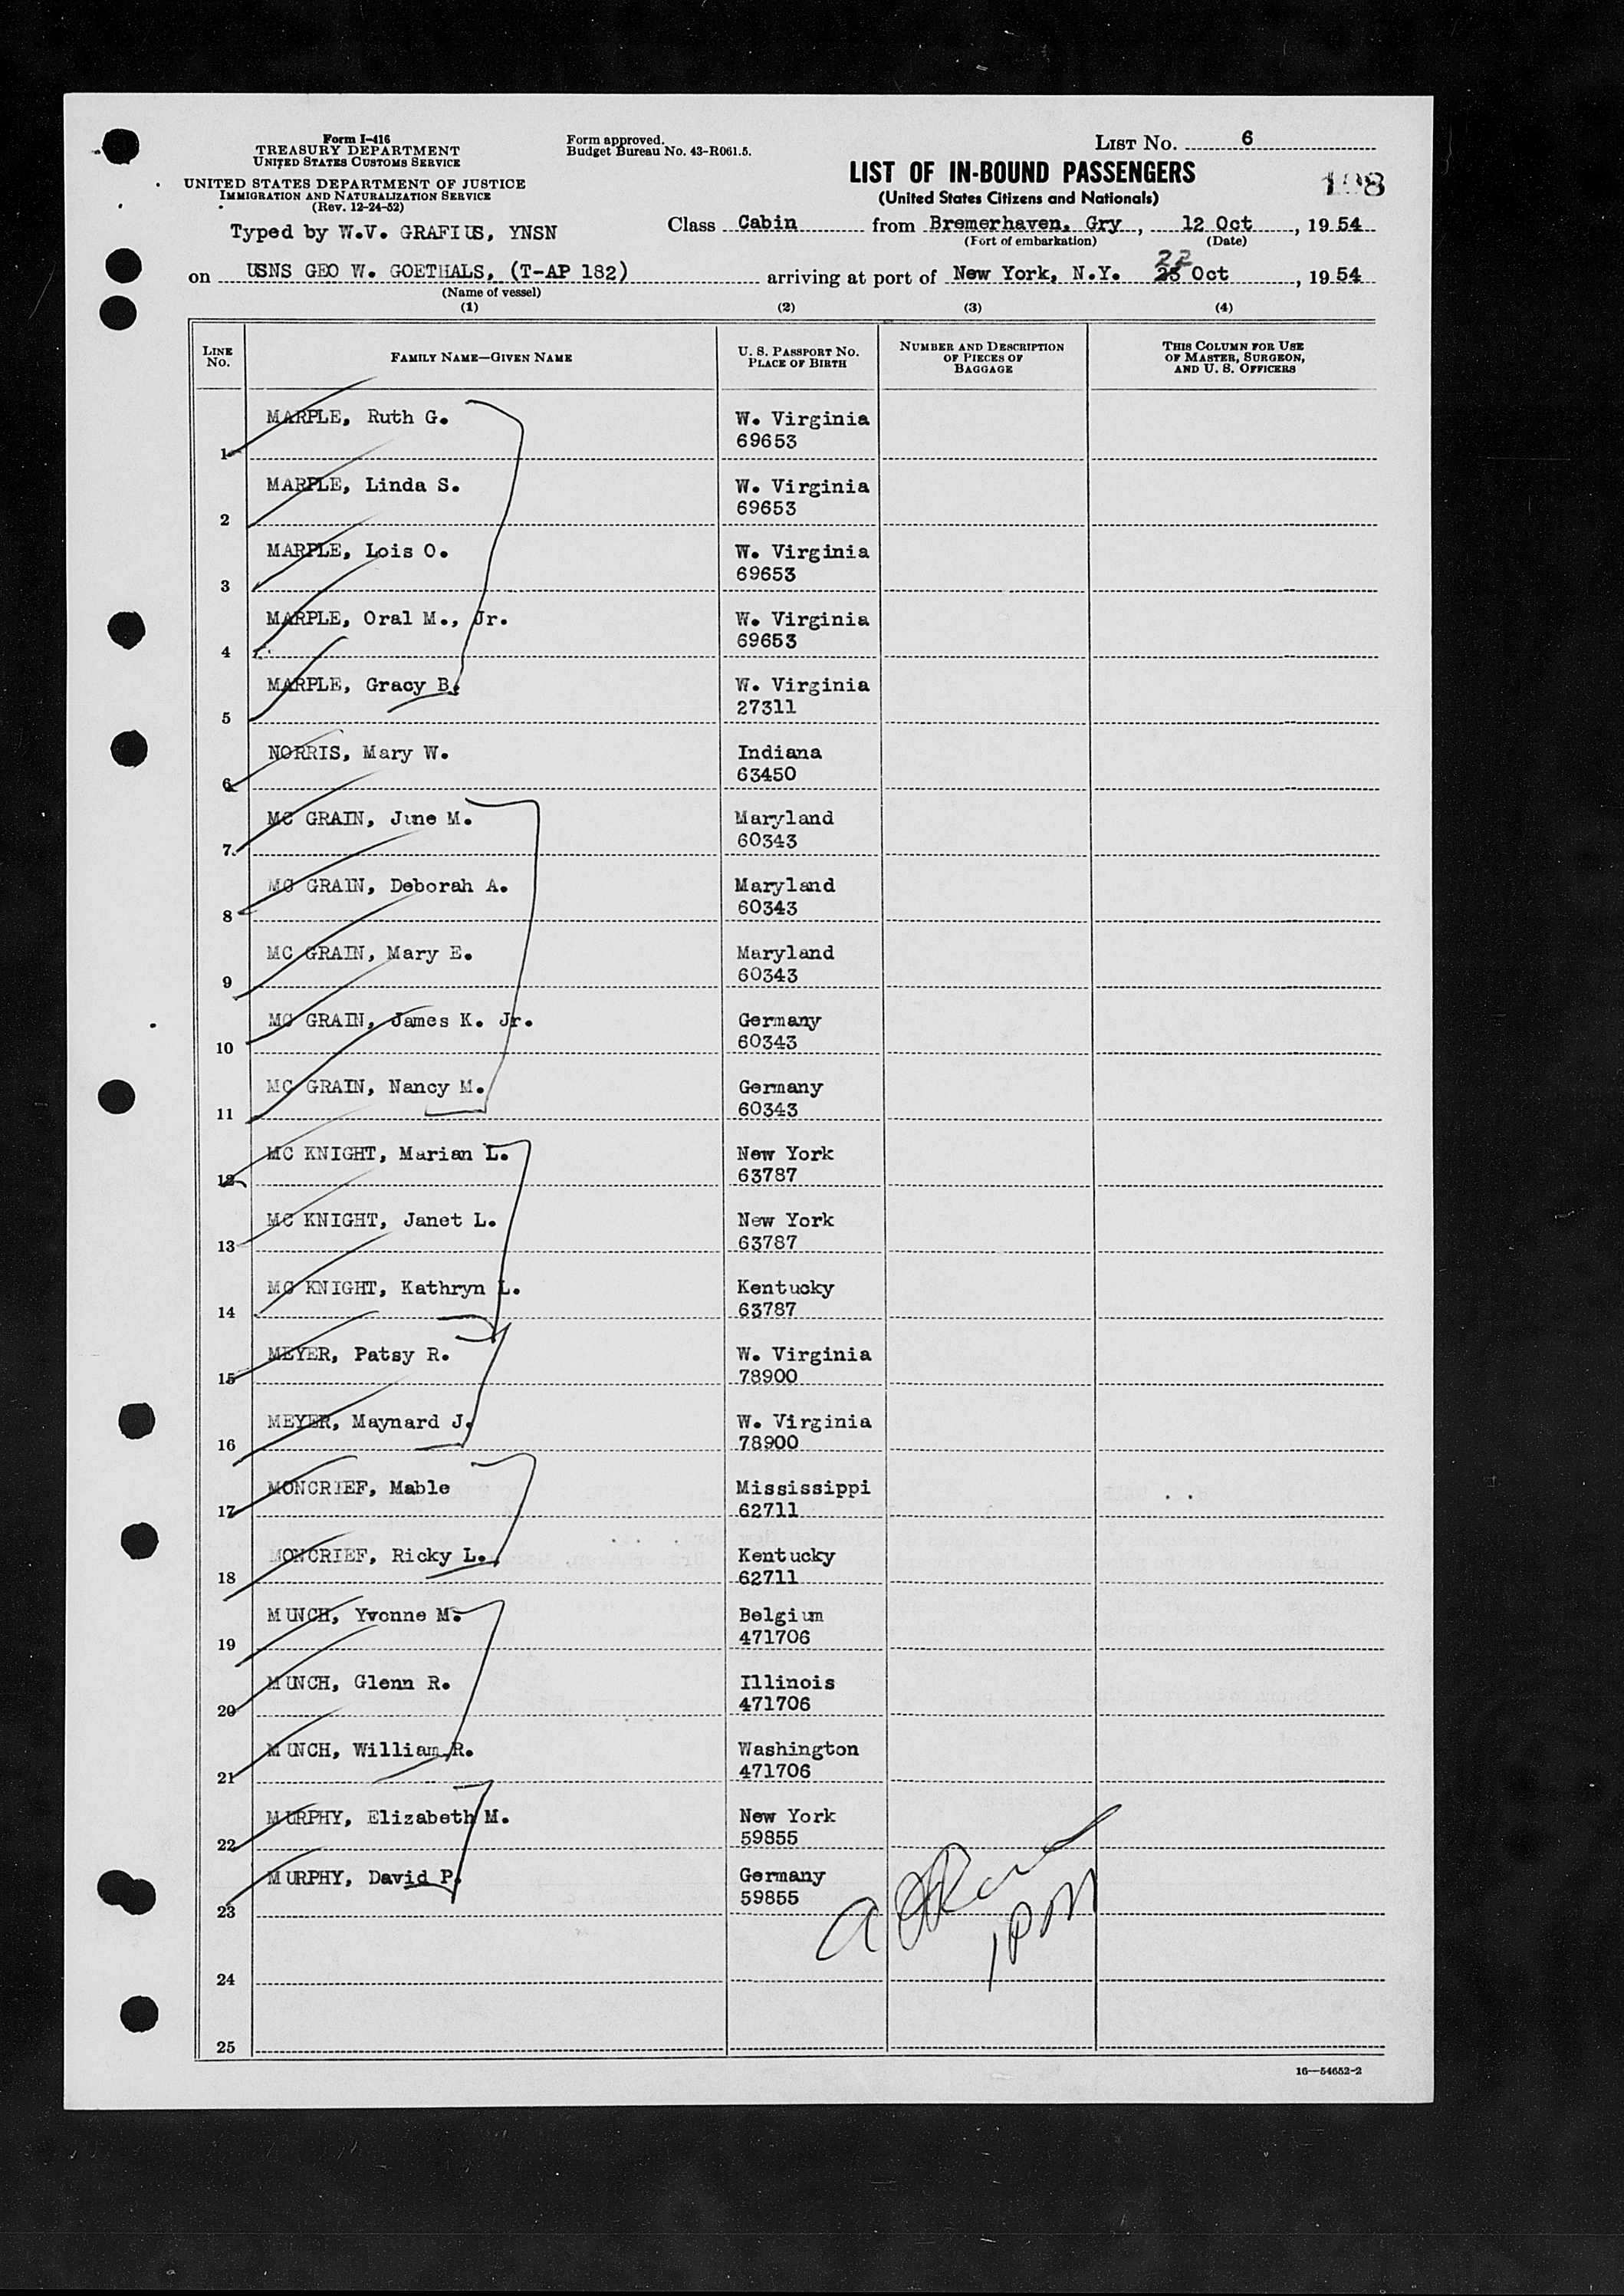 Form I-416
TREASURY DEPARTMENT
UNITED STATES CUSTOMS SERVICE
UNITED STATES DEPARTMENT OF JUSTICE
IMMIGRATION AND NATURALIZATION SERVICE
(Rev. 12-24-52)
Typed by W.V. GRAFIUS, YNSN
Form approved.
Budget Bureau No. 43-R061.5.
LIST NO. 6
LIST OF IN-BOUND PASSENGERS
(United States Citizens and Nationals)
198
Class Cabin from Bremerhaven, Gry, 12 Oct, 1954
(Port of embarkation) (Date)
on USNS GEO W. GOETHALS, (T-AP 182) arriving at port of New York, N.Y. 22 Oct, 1954
(Name of vessel)
(1) (2) (3) (4)
LINE NO. FAMILY NAME—GIVEN NAME U. S. PASSPORT NO. PLACE OF BIRTH NUMBER AND DESCRIPTION OF PIECES OF BAGGAGE THIS COLUMN FOR USE OF MASTER, SURGEON, AND U. S. OFFICERS
1 MARPLE, Ruth G. W. Virginia
69653
2 MARPLE, Linda S. W. Virginia
69653
3 MARPLE, Lois O. W. Virginia
69653
4 MARPLE, Oral M., Jr. W. Virginia
69653
5 MARPLE, Gracy B. W. Virginia
27311
6 NORRIS, Mary W. Indiana
63450
7 MC GRAIN, June M. Maryland
60343
8 MC GRAIN, Deborah A. Maryland
60343
9 MC GRAIN, Mary E. Maryland
60343
10 MC GRAIN, James K. Jr. Germany
60343
11 MC GRAIN, Nancy M. Germany
60343
12 MC KNIGHT, Marian L. New York
63787
13 MC KNIGHT, Janet L. New York
63787
14 MC KNIGHT, Kathryn L. Kentucky
63787
15 MEYER, Patsy R. W. Virginia
78900
16 MEYER, Maynard J. W. Virginia
78900
17 MONCRIEF, Mable Mississippi
62711
18 MONCRIEF, Ricky L. Kentucky
62711
19 MUNCH, Yvonne M. Belgium
471706
20 MUNCH, Glenn R. Illinois
471706
21 MUNCH, William R. Washington
471706
22 MURPHY, Elizabeth M. New York
59855
23 MURPHY, David P. Germany
59855
24
25
16—54652-2